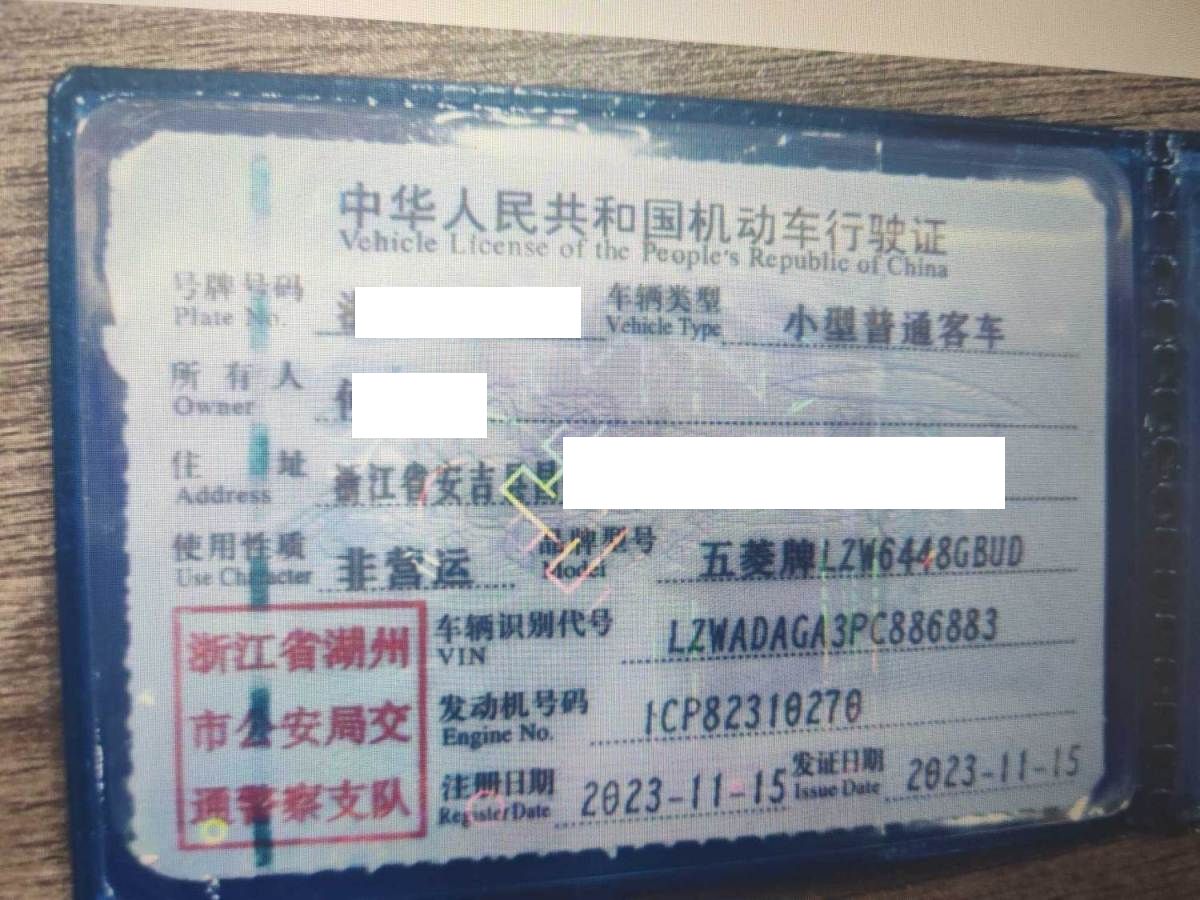 中华人民共和国机动车行驶证
Vehicle License of the People's Republic of China
号牌号码 车辆类型 小型普通客车
Plate No. Vehicle Type
所有人
Owner
住址 浙江省安吉县
Address
使用性质 非营运 品牌型号 五菱牌LZW6448GBUD
Use Character Model
浙江省湖州
市公安局交
通警察支队
车辆识别代号 LZWADAGA3PC886883
VIN
发动机号码 1CP82310270
Engine No.
注册日期 2023-11-15 发证日期 2023-11-15
Register Date Issue Date